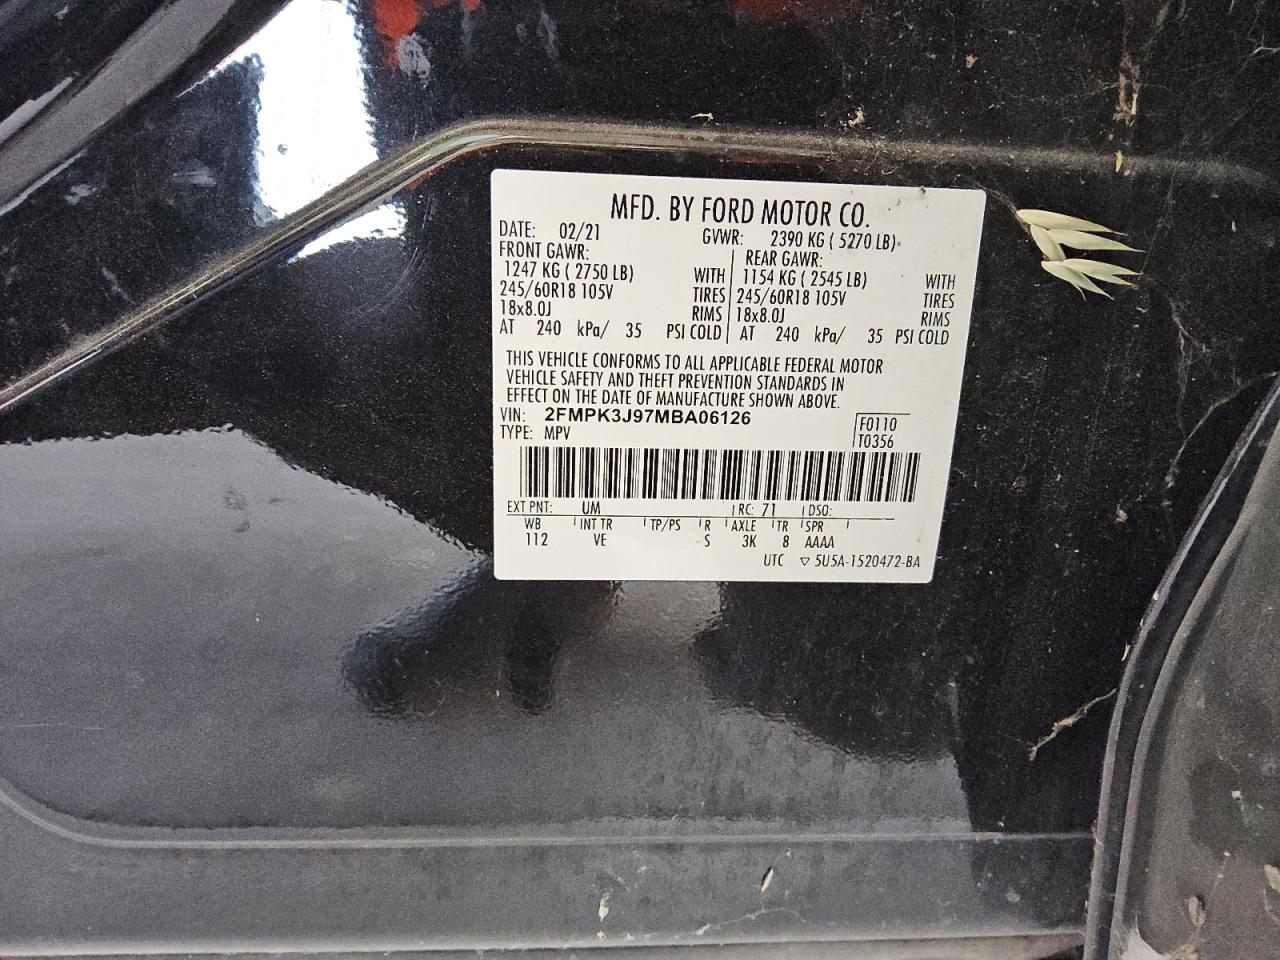 MFD. BY FORD MOTOR CO.
DATE: 02/21 GVWR: 2390 KG ( 5270 LB)
FRONT GAWR: REAR GAWR:
1247 KG ( 2750 LB) WITH 1154 KG ( 2545 LB) WITH
245/60R18 105V TIRES 245/60R18 105V TIRES
18x8.0J RIMS 18x8.0J RIMS
AT 240 kPa/ 35 PSI COLD AT 240 kPa/ 35 PSI COLD
THIS VEHICLE CONFORMS TO ALL APPLICABLE FEDERAL MOTOR
VEHICLE SAFETY AND THEFT PREVENTION STANDARDS IN
EFFECT ON THE DATE OF MANUFACTURE SHOWN ABOVE.
VIN: 2FMPK3J97MBA06126 F0110
TYPE: MPV T0356
EXT PNT: UM RC: 71 DSO:
WB INT TR TP/PS R AXLE TR SPR
112 VE S 3K 8 AAAA
UTC ▽ 5U5A-1520472-BA